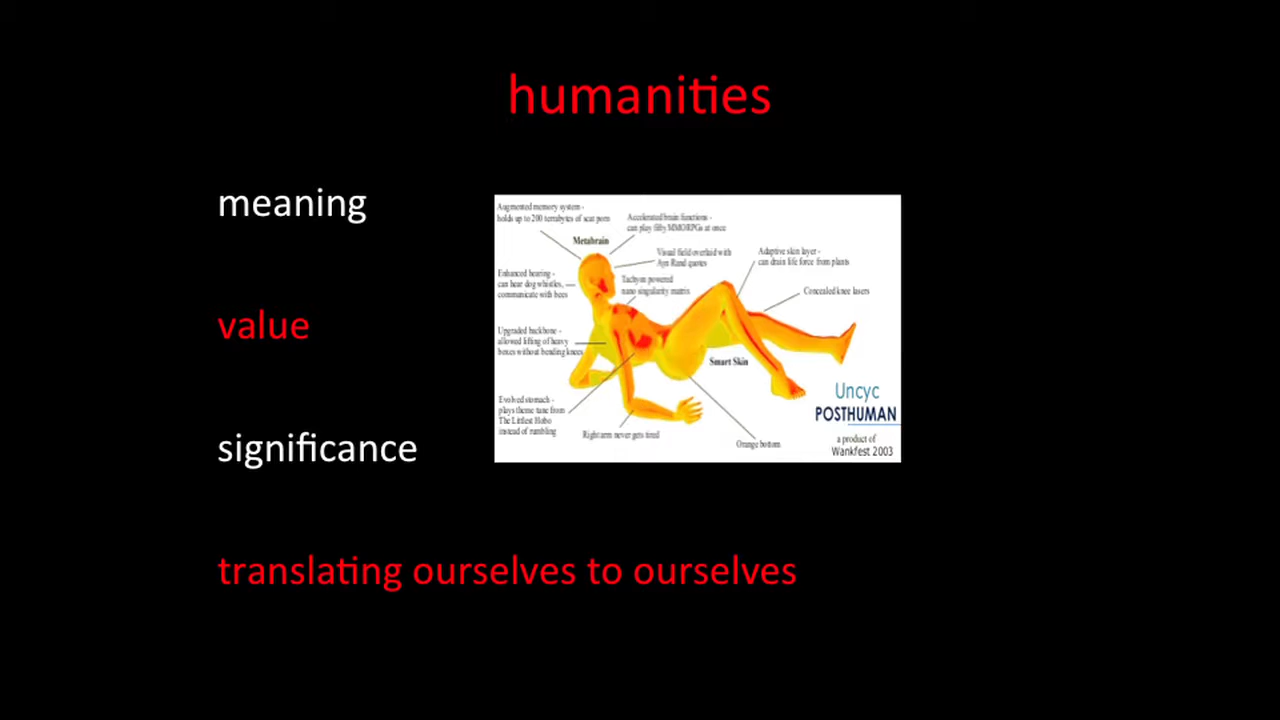 humanities
meaning
value
significance
translating ourselves to ourselves
Augmented memory system -
holds up to 200 terrabytes of scat porn
Metabrain
Accelerated brain functions -
can play fifty MMORPGs at once
Visual field overlaid with
Ayn Rand quotes
Adaptive skin layer -
can drain life force from plants
Enhanced hearing -
can hear dog whistles,
communicate with bees
Tachyon powered
nano singularity matrix
Concealed knee lasers
Upgraded backbone -
allowed lifting of heavy
boxes without bending knees
Smart Skin
Evolved stomach -
plays theme tune from
The Littlest Hobo
instead of rumbling
Right arm never gets tired
Orange bottom
Uncyc
POSTHUMAN
a product of
Wankfest 2003